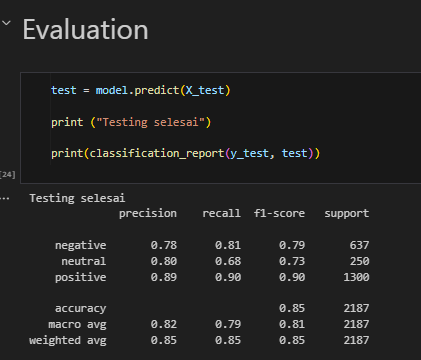 Evaluation
test = model.predict(X_test)
print ("Testing selesai")
print(classification_report(y_test, test))
[24]
... Testing selesai
precision recall f1-score support
negative 0.78 0.81 0.79 637
neutral 0.80 0.68 0.73 250
positive 0.89 0.90 0.90 1300
accuracy 0.85 2187
macro avg 0.82 0.79 0.81 2187
weighted avg 0.85 0.85 0.85 2187